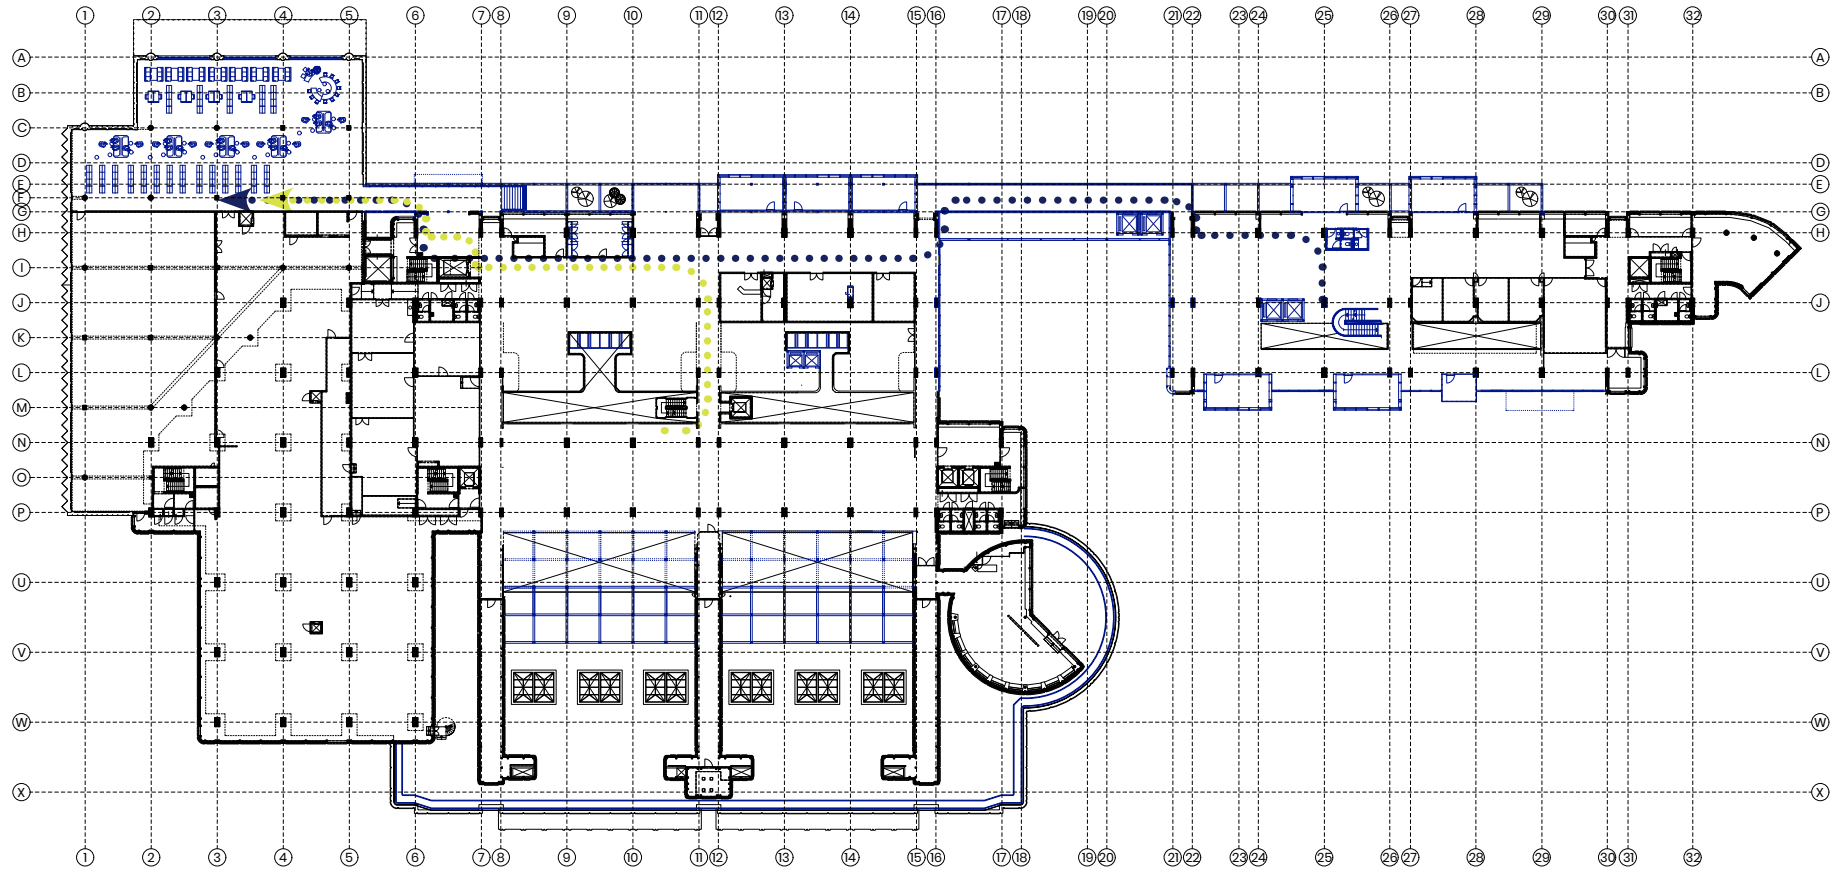 1 2 3 4 5 6 7 8 9 10 11 12 13 14 15 16 17 18 19 20 21 22 23 24 25 26 27 28 29 30 31 32
A A
B B
C
D D
E E
F
G G
H H
I
J J
K
L L
M
N N
O
P P
U U
V V
W W
X X
1 2 3 4 5 6 7 8 9 10 11 12 13 14 15 16 17 18 19 20 21 22 23 24 25 26 27 28 29 30 31 32